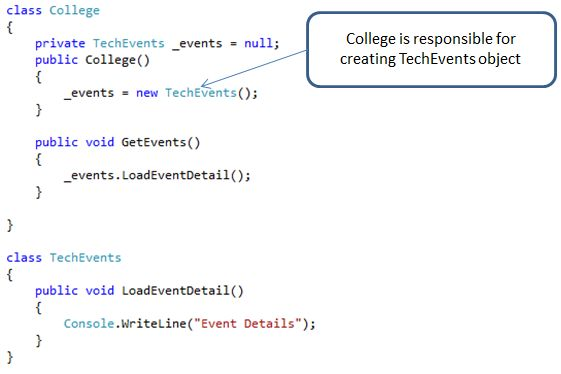 class College
{
    private TechEvents _events = null;
    public College()
    {
        _events = new TechEvents();
    }

    public void GetEvents()
    {
        _events.LoadEventDetail();
    }

}

class TechEvents
{
    public void LoadEventDetail()
    {
        Console.WriteLine("Event Details");
    }
}
College is responsible for
creating TechEvents object